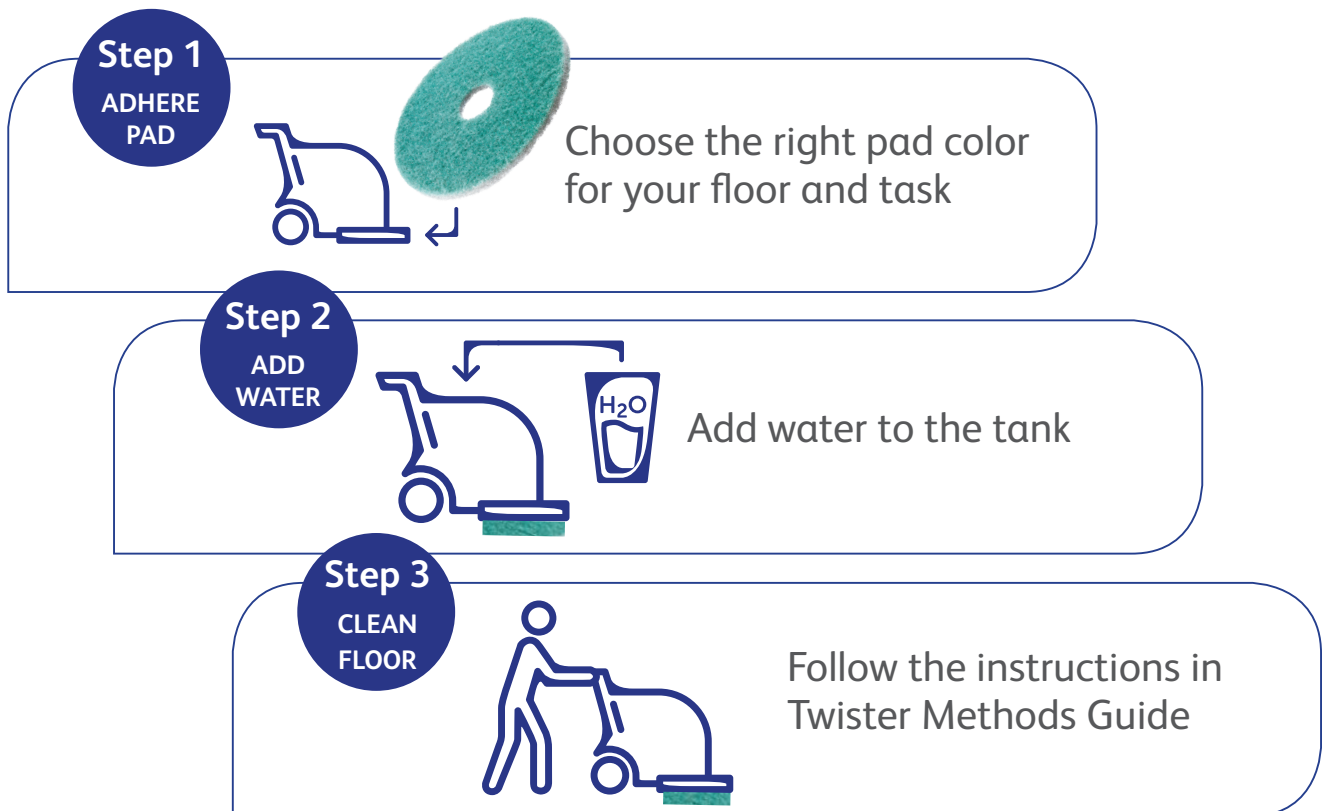 Step 1
ADHERE
PAD
Choose the right pad color
for your floor and task
Step 2
ADD
WATER
H₂O
Add water to the tank
Step 3
CLEAN
FLOOR
Follow the instructions in
Twister Methods Guide